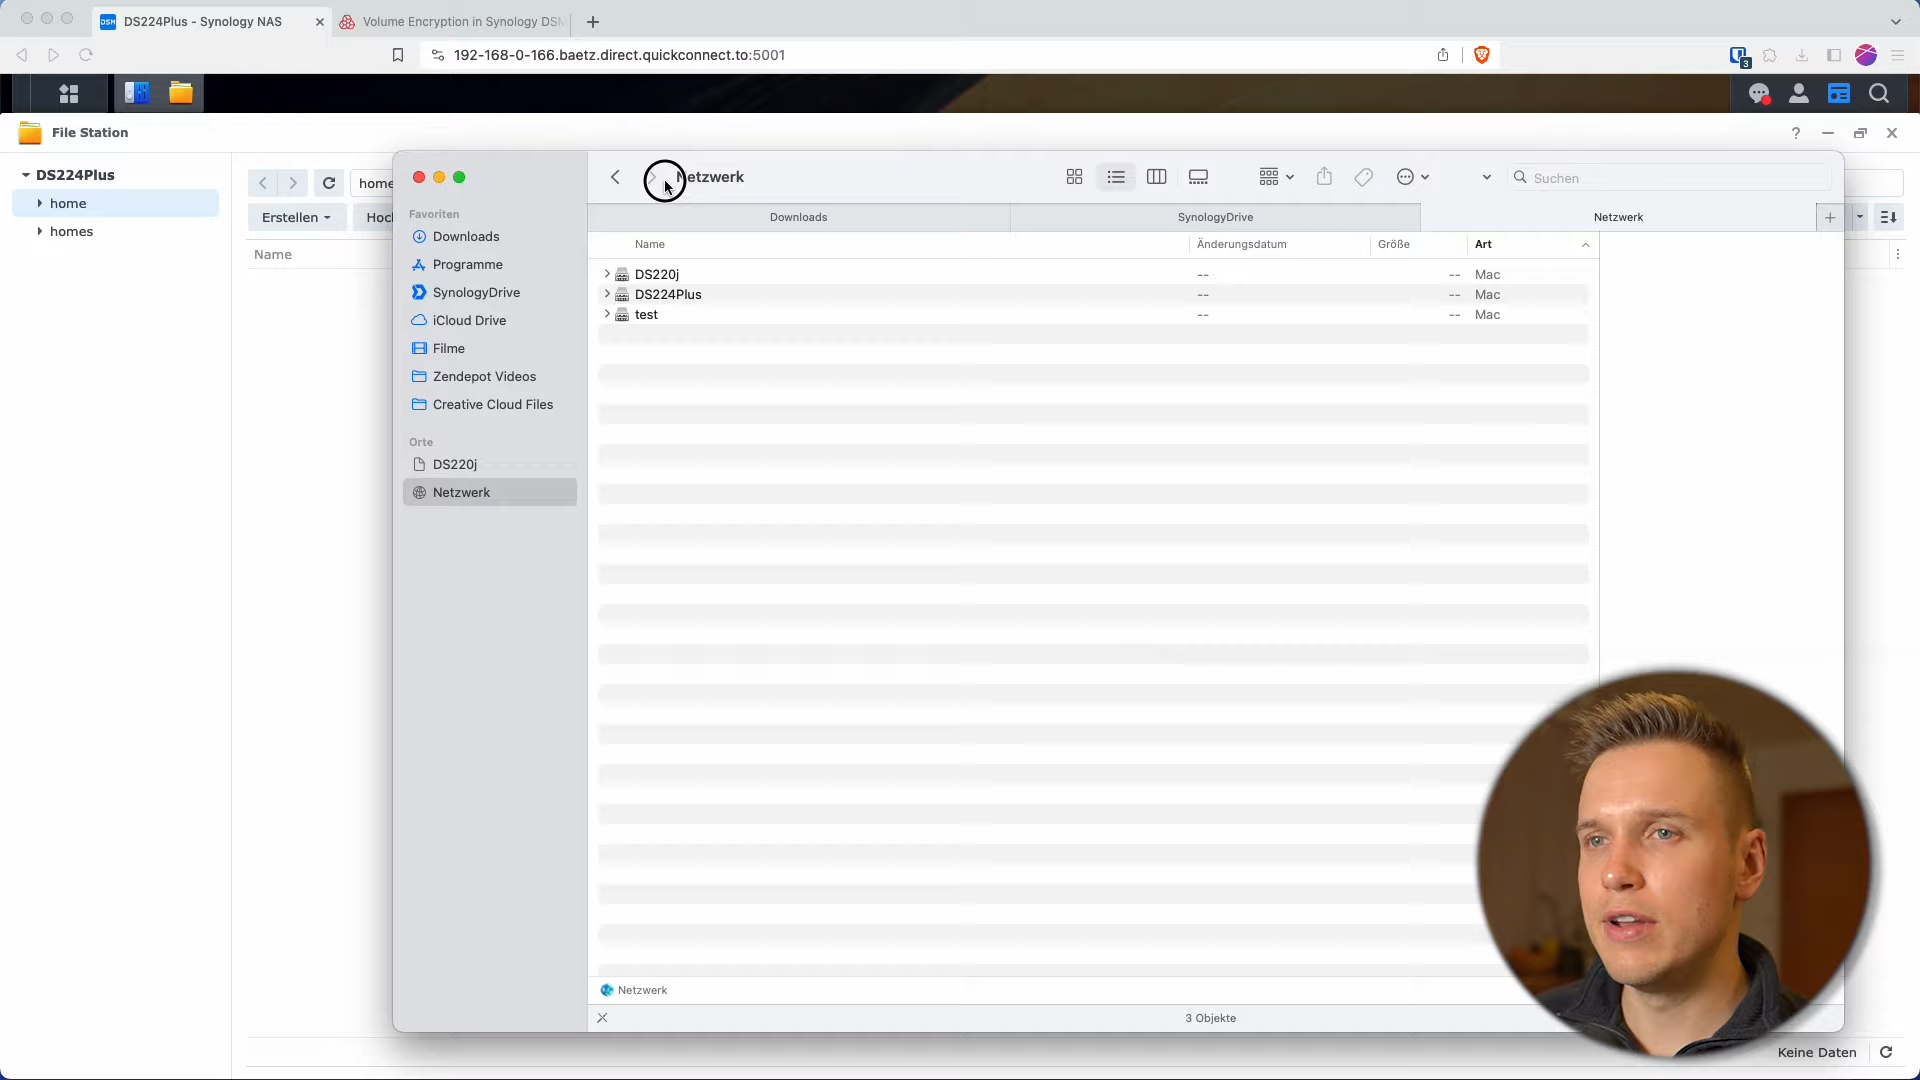 DS224Plus - Synology NAS
Volume Encryption in Synology DSM
192-168-0-166.baetz.direct.quickconnect.to:5001
3
File Station
DS224Plus
home
homes
home
Erstellen
Hoc
Name
Favoriten
Downloads
Programme
SynologyDrive
iCloud Drive
Filme
Zendepot Videos
Creative Cloud Files
Orte
DS220j
Netzwerk
Netzwerk
Suchen
Downloads
SynologyDrive
Netzwerk
Name
Änderungsdatum
Größe
Art
DS220j -- -- Mac
DS224Plus -- -- Mac
test -- -- Mac
Netzwerk
3 Objekte
Keine Daten